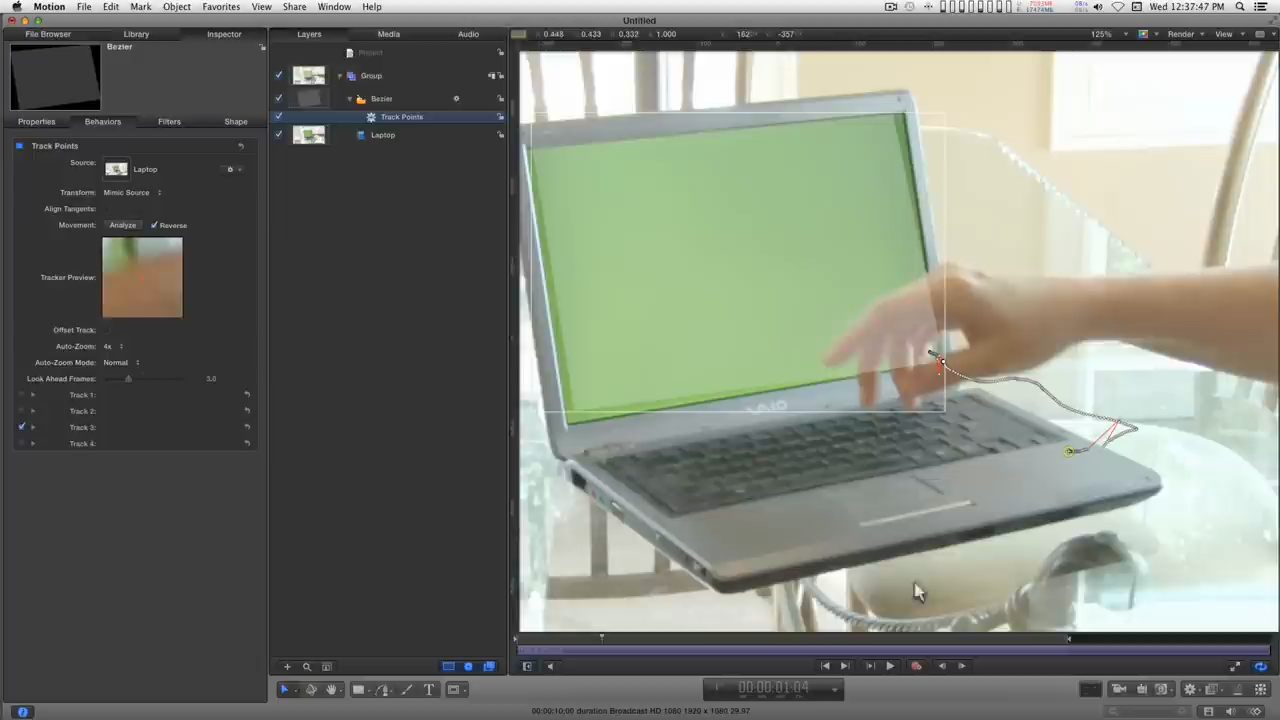 Motion File Edit Mark Object Favorites View Share Window Help
Wed 12:37:47 PM
Untitled
File Browser Library Inspector
Layers Media Audio
0.448 0.433 0.332 1.000 162 -357
125% Render View
Bezier
Project
Group
Bezier
Track Points
Laptop
Properties Behaviors Filters Shape
Track Points
Source: Laptop
Transform: Mimic Source
Align Tangents:
Movement: Analyze Reverse
Tracker Preview:
Offset Track:
Auto-Zoom: 4x
Auto-Zoom Mode: Normal
Look Ahead Frames: 3.0
Track 1:
Track 2:
Track 3:
Track 4:
VAIO
00:00:01:04
00:00:10;00 duration Broadcast HD 1080 1920 x 1080 29.97